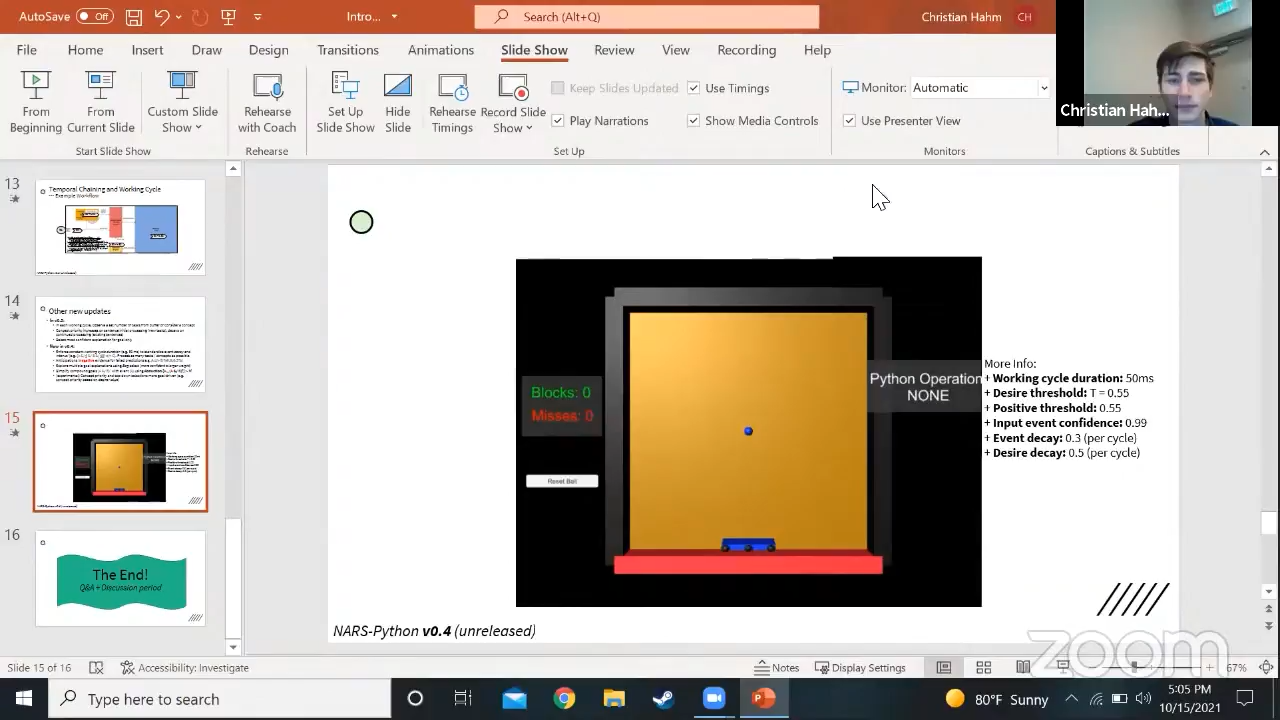 AutoSave
Off
Intro...
Search (Alt+Q)
Christian Hahm
CH
File
Home
Insert
Draw
Design
Transitions
Animations
Slide Show
Review
View
Recording
Help
From
Beginning
From
Current Slide
Custom Slide
Show
Rehearse
with Coach
Set Up
Slide Show
Hide
Slide
Rehearse
Timings
Record Slide
Show
Keep Slides Updated
Use Timings
Play Narrations
Show Media Controls
Monitor:
Automatic
Use Presenter View
Christian Hah...
Start Slide Show
Rehearse
Set Up
Monitors
Captions & Subtitles
13
Temporal Chaining and Working Cycle
Example Workflow
14
Other new updates
15
16
The End!
Q&A + Discussion period
Blocks: 0
Misses: 0
Reset Ball
Python Operation
NONE
More Info:
+ Working cycle duration: 50ms
+ Desire threshold: T = 0.55
+ Positive threshold: 0.55
+ Input event confidence: 0.99
+ Event decay: 0.3 (per cycle)
+ Desire decay: 0.5 (per cycle)
NARS-Python v0.4 (unreleased)
zoom
Slide 15 of 16
Accessibility: Investigate
Notes
Display Settings
67%
Type here to search
80°F Sunny
5:05 PM
10/15/2021